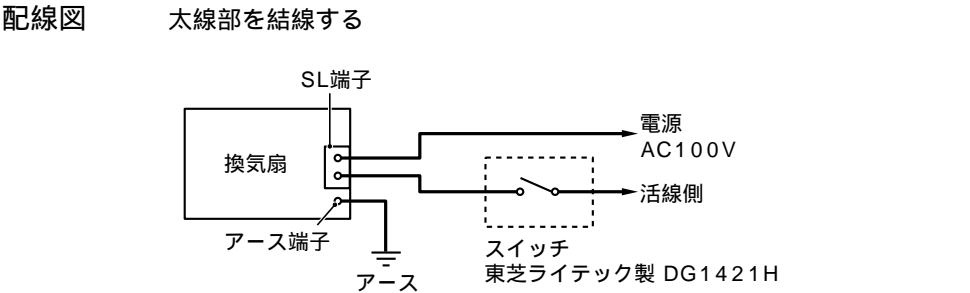 配線図　太線部を結線する
SL端子
換気扇
電源
AC100V
活線側
アース端子
アース
スイッチ
東芝ライテック製 DG1421H